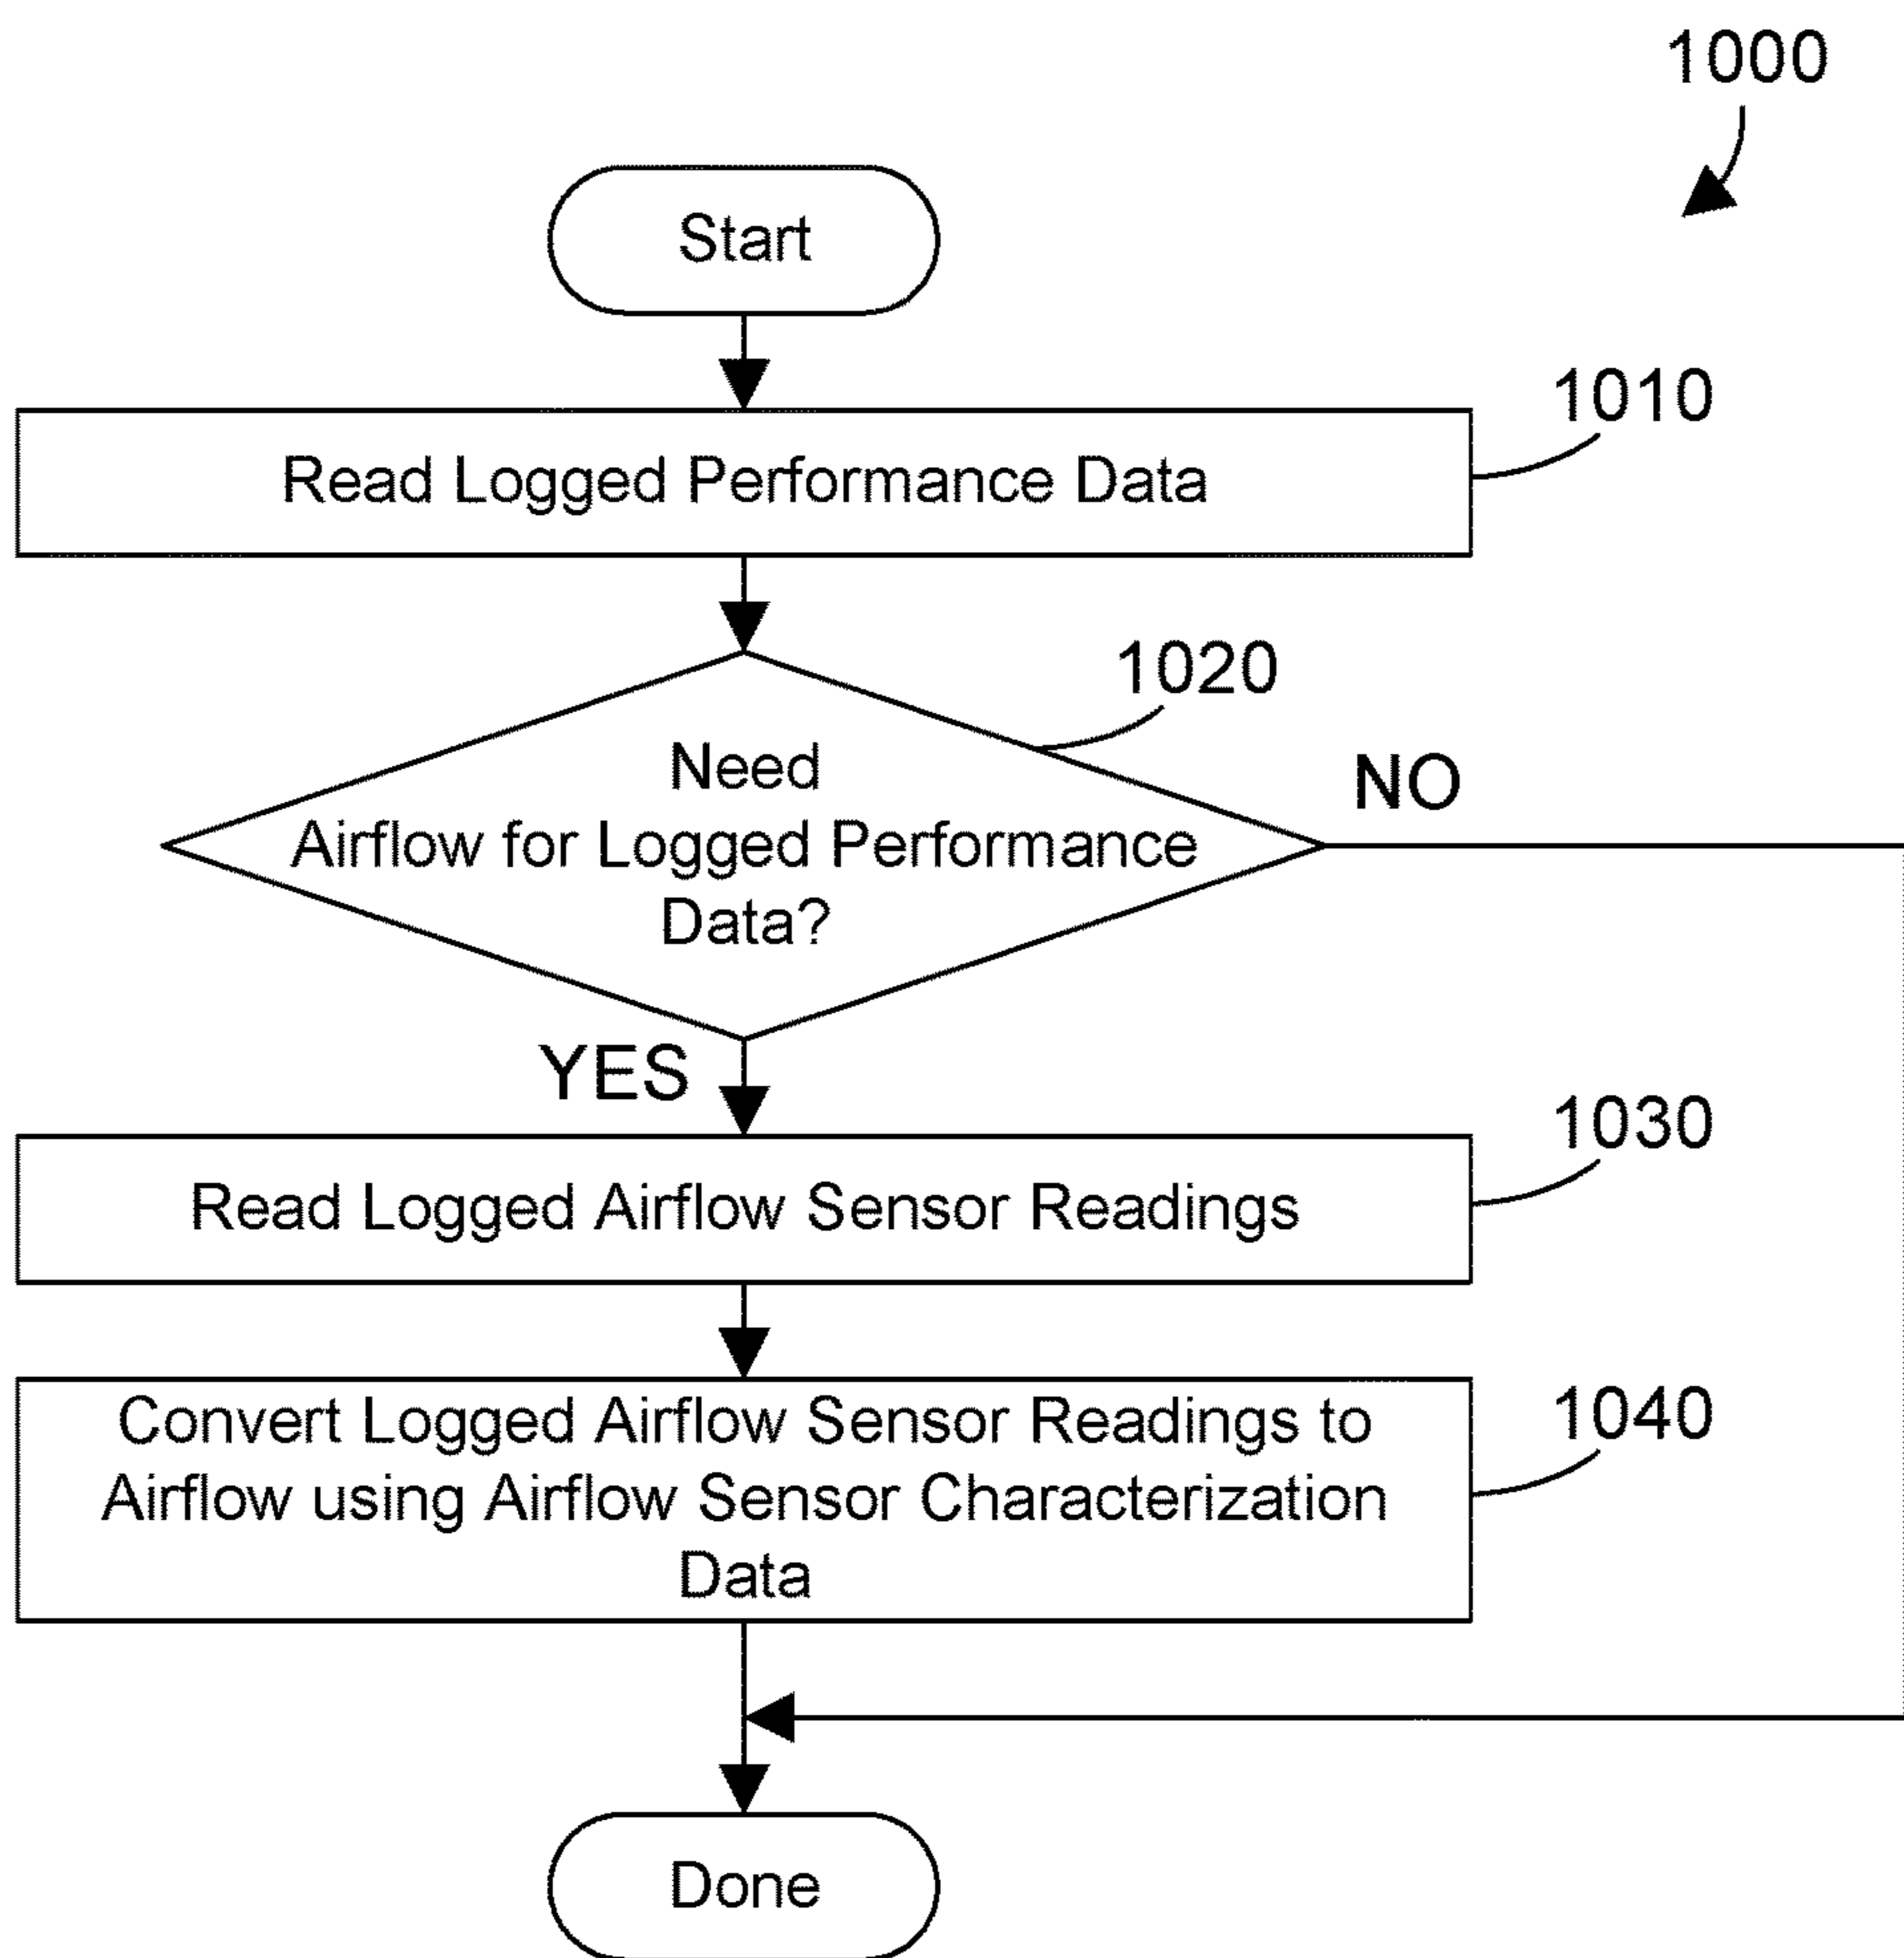 1000
Start
1010
Read Logged Performance Data
1020
Need
Airflow for Logged Performance
Data?
NO
YES
1030
Read Logged Airflow Sensor Readings
1040
Convert Logged Airflow Sensor Readings to
Airflow using Airflow Sensor Characterization
Data
Done